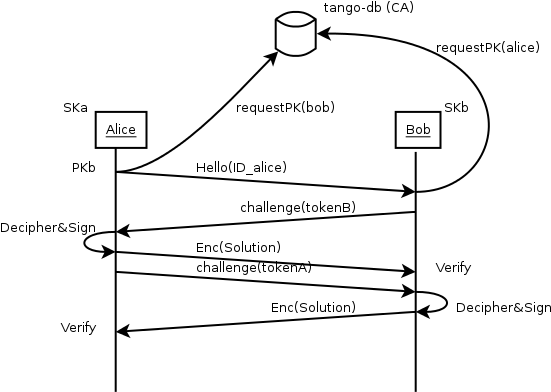 tango-db (CA)
requestPK(alice)
requestPK(bob)
SKa
SKb
Alice
Bob
PKb
Hello(ID_alice)
challenge(tokenB)
Decipher&Sign
Enc(Solution)
challenge(tokenA)
Verify
Enc(Solution)
Decipher&Sign
Verify